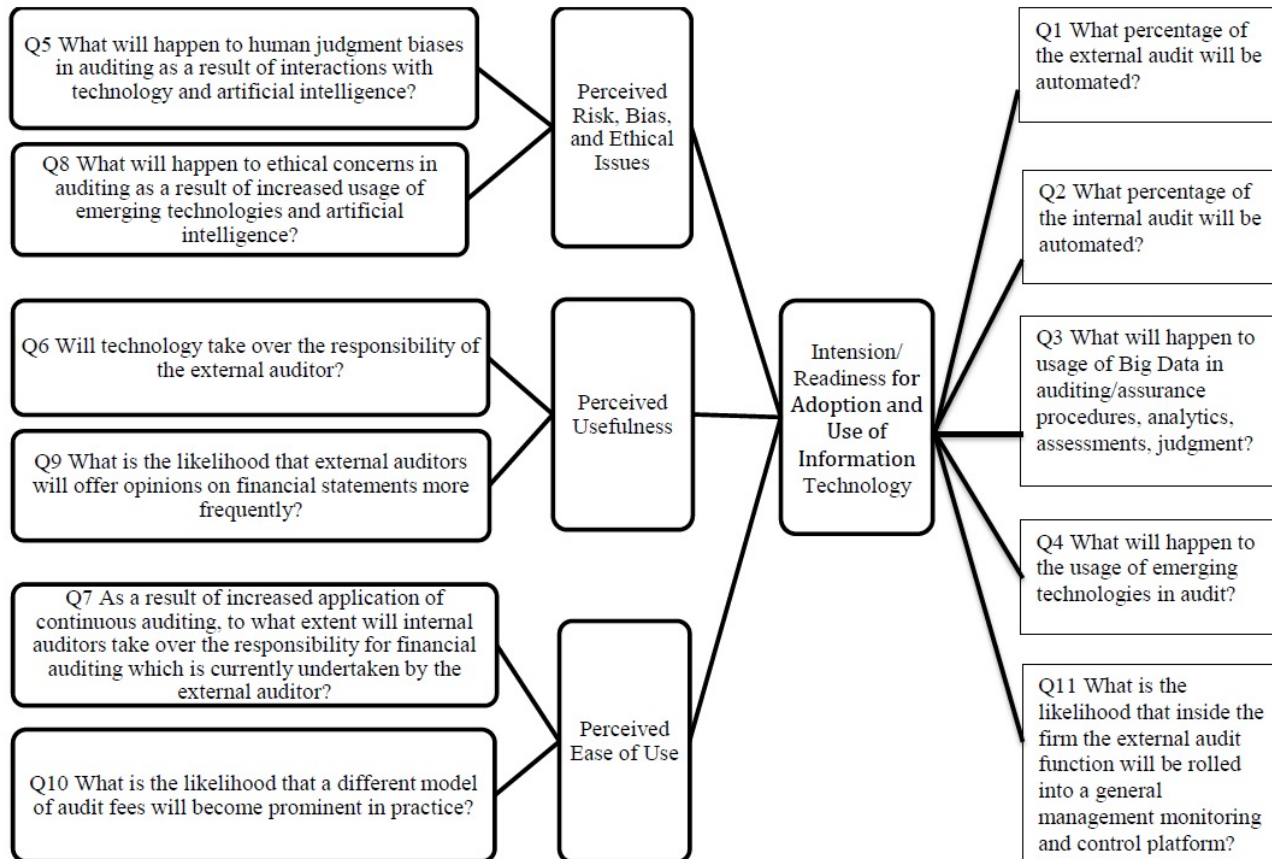 Q5 What will happen to human judgment biases
in auditing as a result of interactions with
technology and artificial intelligence?
Q8 What will happen to ethical concerns in
auditing as a result of increased usage of
emerging technologies and artificial
intelligence?
Perceived
Risk, Bias,
and Ethical
Issues
Q6 Will technology take over the responsibility of
the external auditor?
Q9 What is the likelihood that external auditors
will offer opinions on financial statements more
frequently?
Perceived
Usefulness
Q7 As a result of increased application of
continuous auditing, to what extent will internal
auditors take over the responsibility for financial
auditing which is currently undertaken by the
external auditor?
Q10 What is the likelihood that a different model
of audit fees will become prominent in practice?
Perceived
Ease of Use
Intension/
Readiness for
Adoption and
Use of
Information
Technology
Q1 What percentage of
the external audit will be
automated?
Q2 What percentage of
the internal audit will be
automated?
Q3 What will happen to
usage of Big Data in
auditing/assurance
procedures, analytics,
assessments, judgment?
Q4 What will happen to
the usage of emerging
technologies in audit?
Q11 What is the
likelihood that inside the
firm the external audit
function will be rolled
into a general
management monitoring
and control platform?